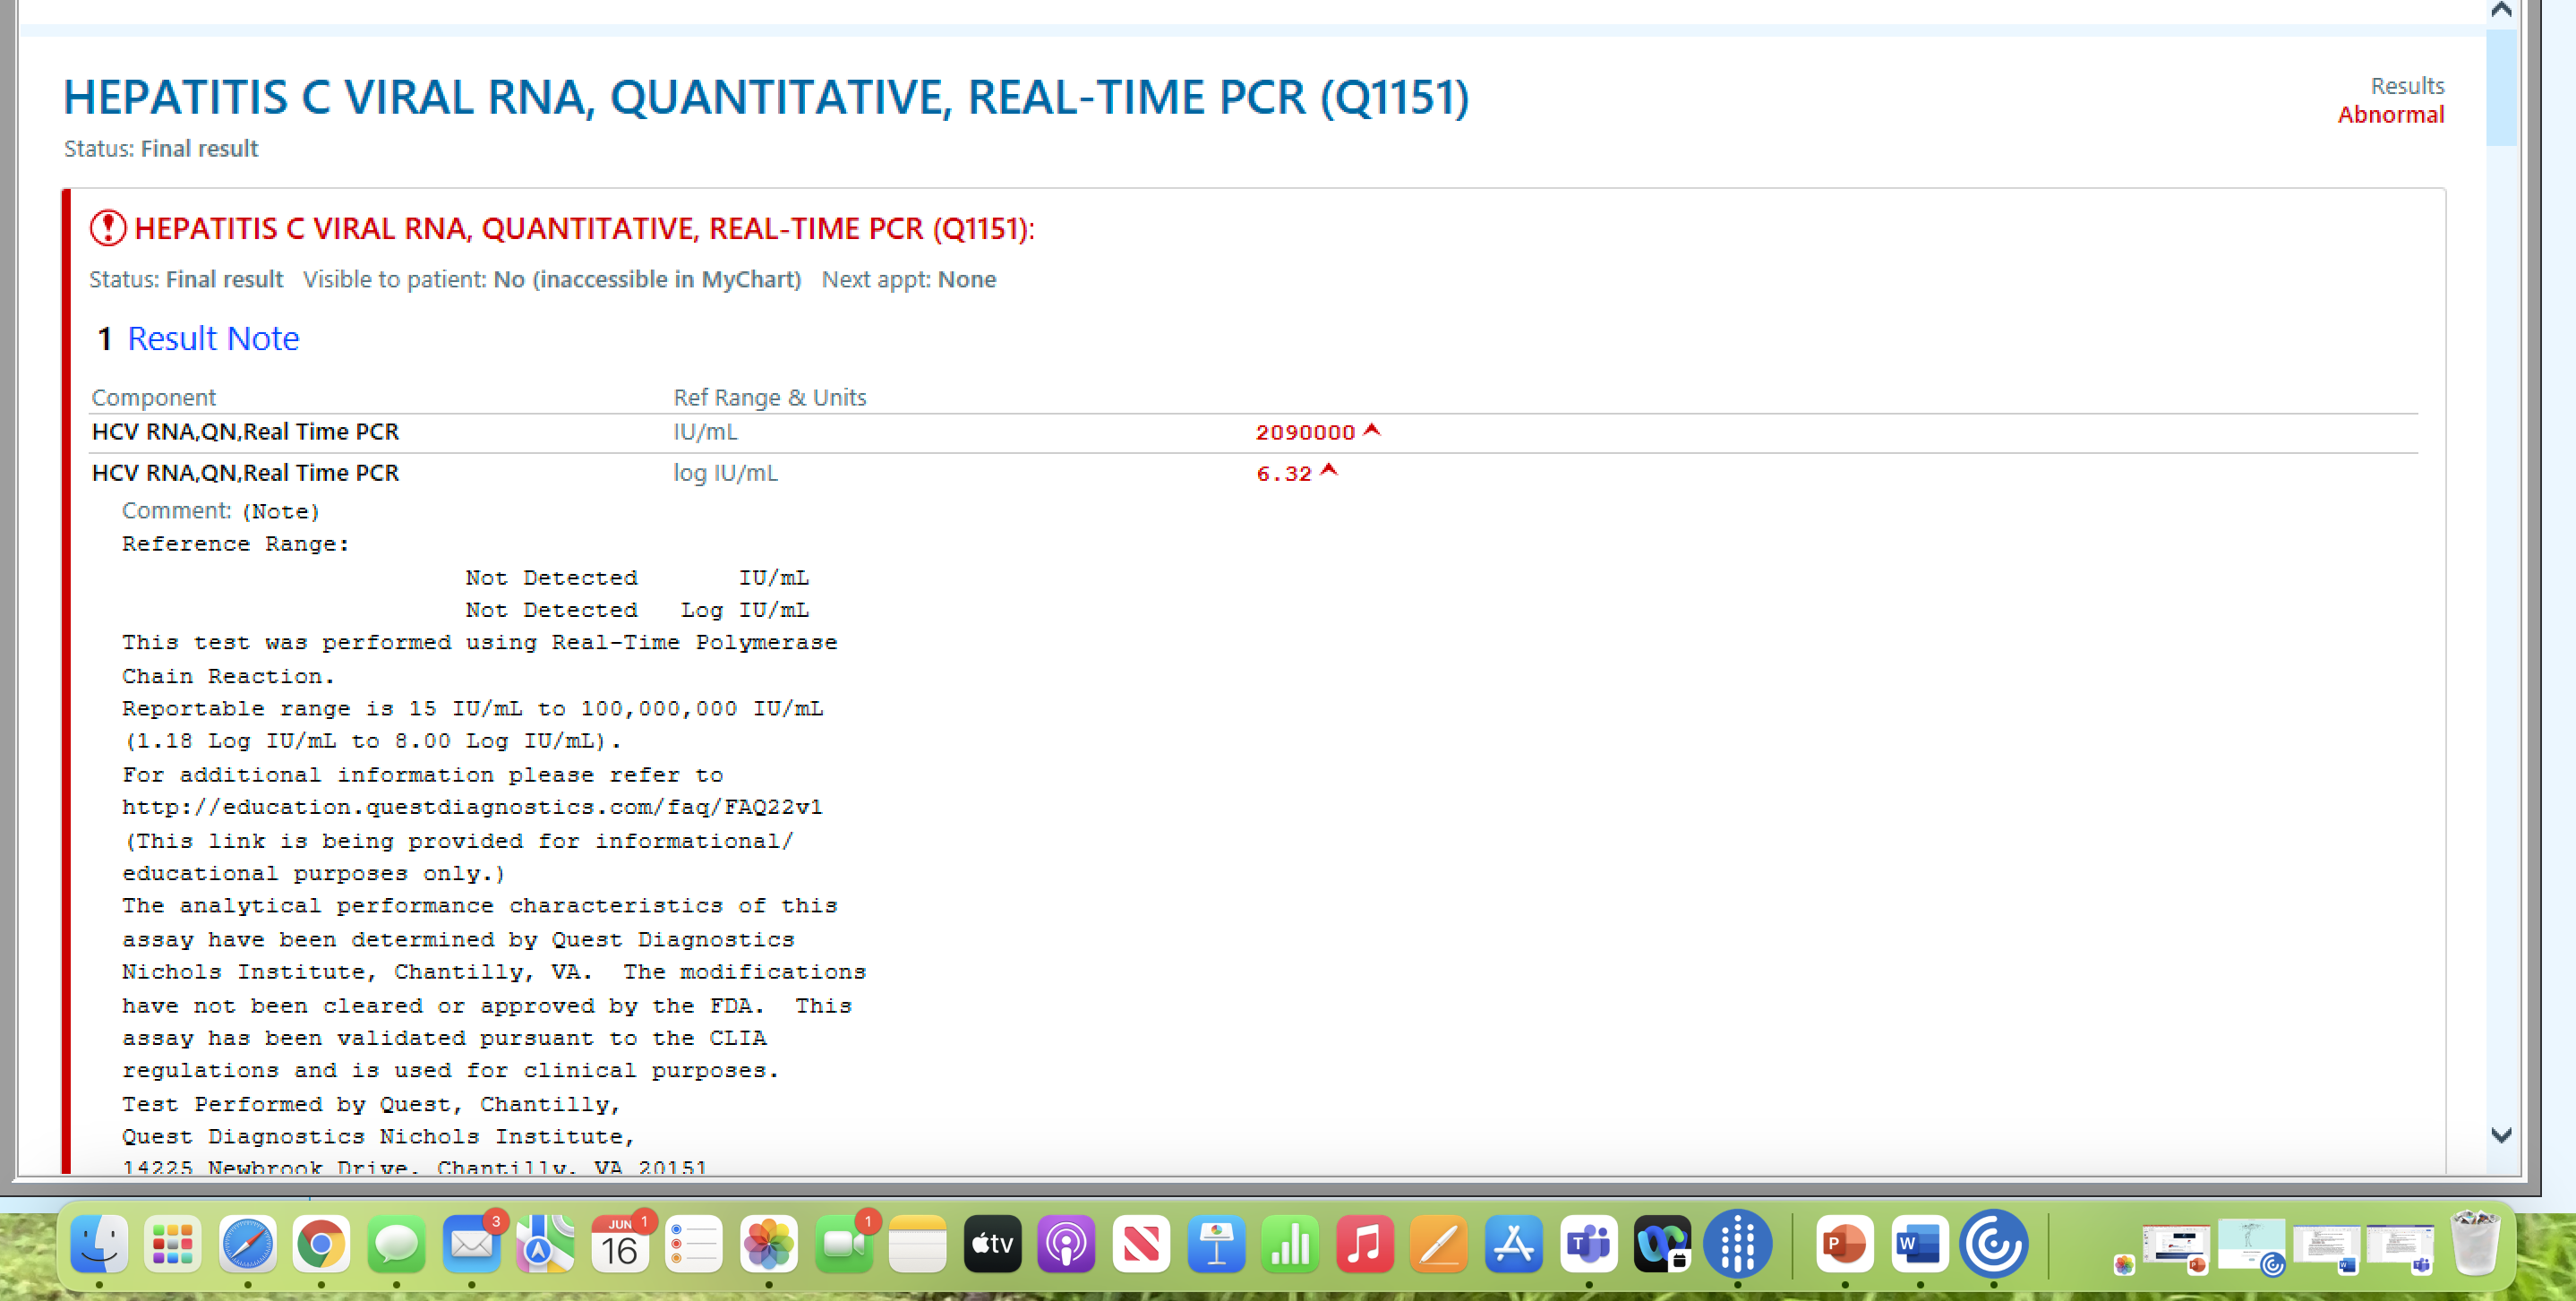 HEPATITIS C VIRAL RNA, QUANTITATIVE, REAL-TIME PCR (Q1151)
Results
Abnormal
Status: Final result
HEPATITIS C VIRAL RNA, QUANTITATIVE, REAL-TIME PCR (Q1151):
Status: Final result Visible to patient: No (inaccessible in MyChart) Next appt: None
1 Result Note
Component Ref Range & Units
HCV RNA,QN,Real Time PCR IU/mL 2090000
HCV RNA,QN,Real Time PCR log IU/mL 6.32
Comment: (Note)
Reference Range:
Not Detected IU/mL
Not Detected Log IU/mL
This test was performed using Real-Time Polymerase
Chain Reaction.
Reportable range is 15 IU/mL to 100,000,000 IU/mL
(1.18 Log IU/mL to 8.00 Log IU/mL).
For additional information please refer to
http://education.questdiagnostics.com/faq/FAQ22v1
(This link is being provided for informational/
educational purposes only.)
The analytical performance characteristics of this
assay have been determined by Quest Diagnostics
Nichols Institute, Chantilly, VA. The modifications
have not been cleared or approved by the FDA. This
assay has been validated pursuant to the CLIA
regulations and is used for clinical purposes.
Test Performed by Quest, Chantilly,
Quest Diagnostics Nichols Institute,
14225 Newbrook Drive, Chantilly, VA 20151
3
JUN 1
16
1
tv
T
P
W